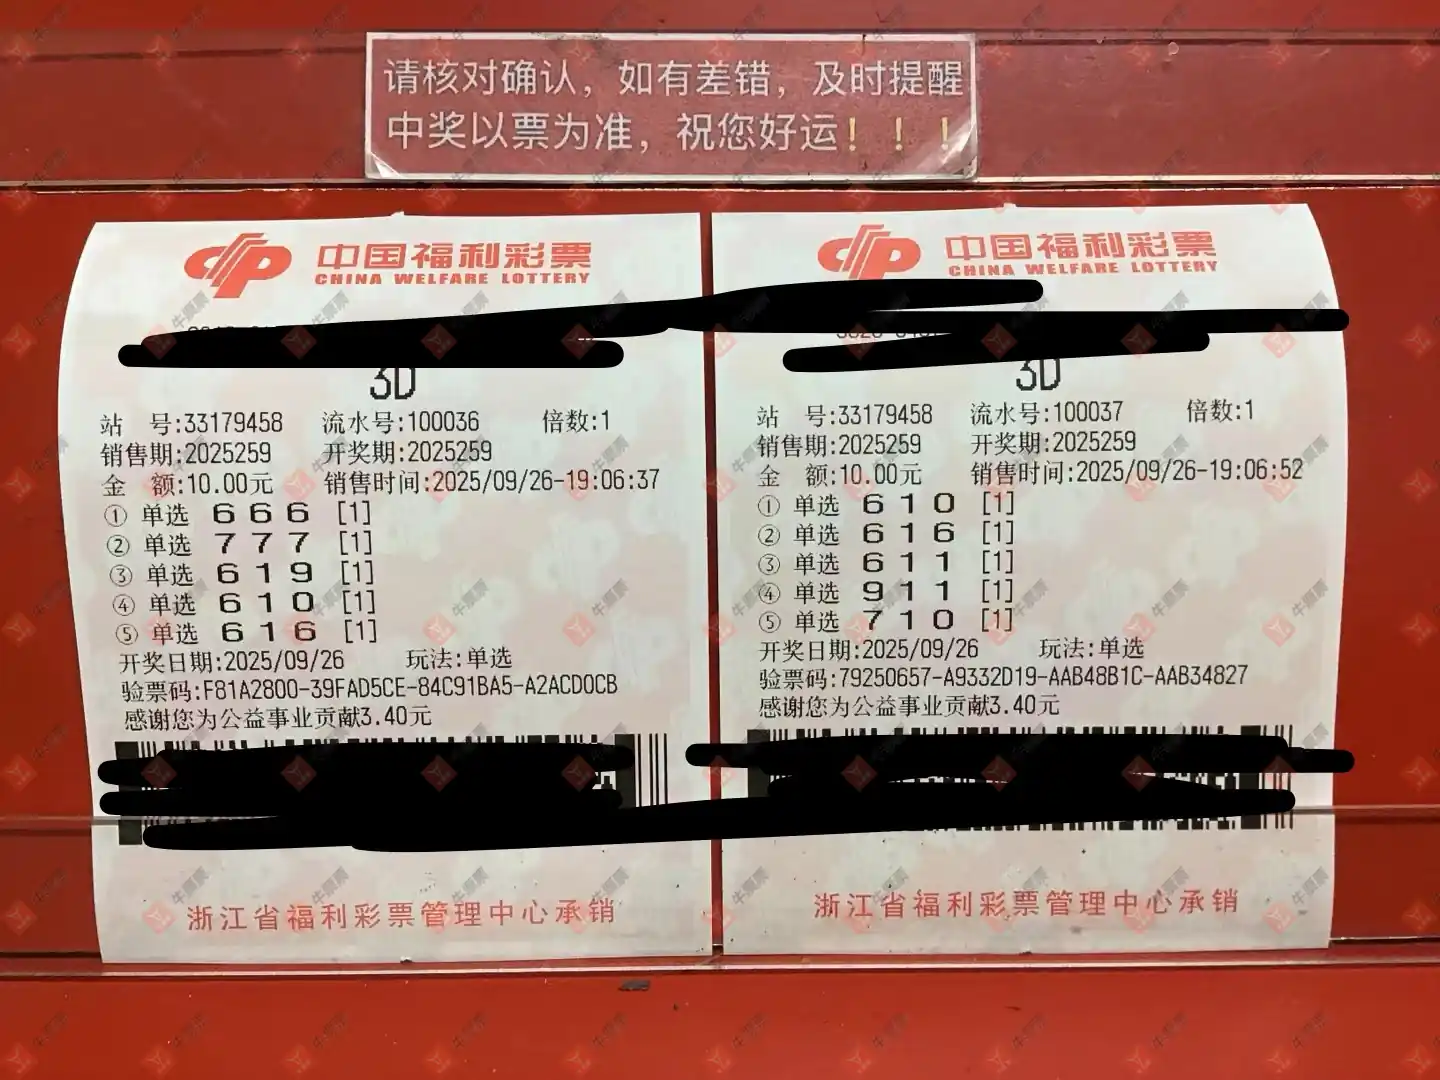 请核对确认，如有差错，及时提醒
中奖以票为准，祝您好运！！！
中国福利彩票
CHINA WELFARE LOTTERY
3D
站 号:33179458 流水号:100036 倍数:1
销售期:2025259 开奖期:2025259
金 额:10.00元 销售时间:2025/09/26-19:06:37
① 单选 6 6 6 [1]
② 单选 7 7 7 [1]
③ 单选 6 1 9 [1]
④ 单选 6 1 0 [1]
⑤ 单选 6 1 6 [1]
开奖日期:2025/09/26 玩法:单选
验票码:F81A2800-39FAD5CE-84C91BA5-A2ACD0CB
感谢您为公益事业贡献3.40元
浙江省福利彩票管理中心承销
中国福利彩票
CHINA WELFARE LOTTERY
3D
站 号:33179458 流水号:100037 倍数:1
销售期:2025259 开奖期:2025259
金 额:10.00元 销售时间:2025/09/26-19:06:52
① 单选 6 1 0 [1]
② 单选 6 1 6 [1]
③ 单选 6 1 1 [1]
④ 单选 9 1 1 [1]
⑤ 单选 7 1 0 [1]
开奖日期:2025/09/26 玩法:单选
验票码:79250657-A9332D19-AAB48B1C-AAB34827
感谢您为公益事业贡献3.40元
浙江省福利彩票管理中心承销